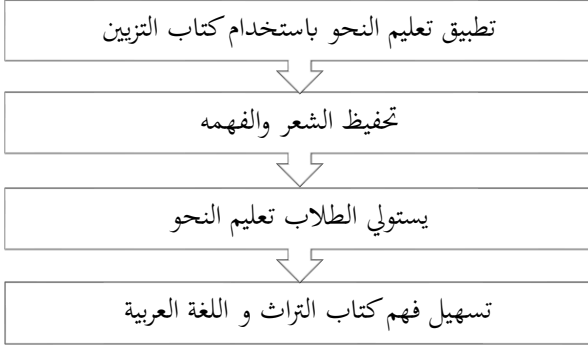 تطبيق تعليم النحو باستخدام كتاب التزيين
تحفيظ الشعر والفهمه
يستولي الطلاب تعليم النحو
تسهيل فهم كتاب التراث و اللغة العربية